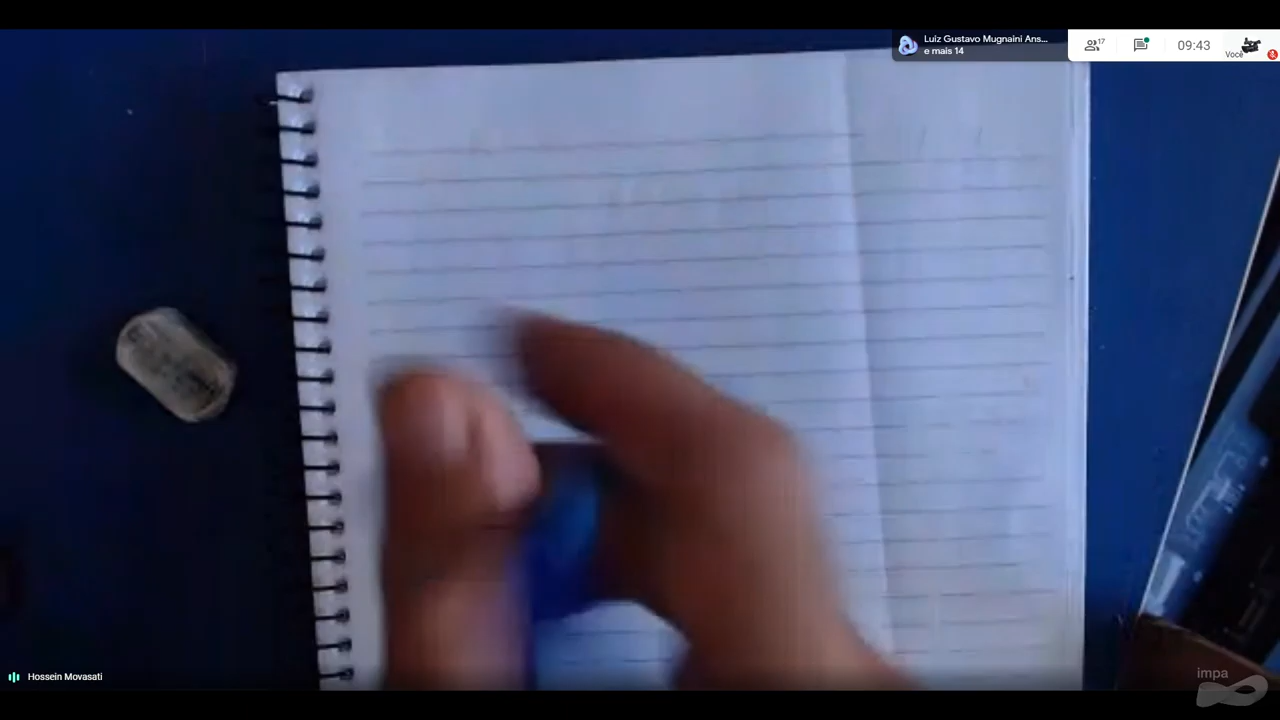 Luiz Gustavo Mugnaini Ans...
e mais 14
17
09:43
Você
Hossein Movasati
impa